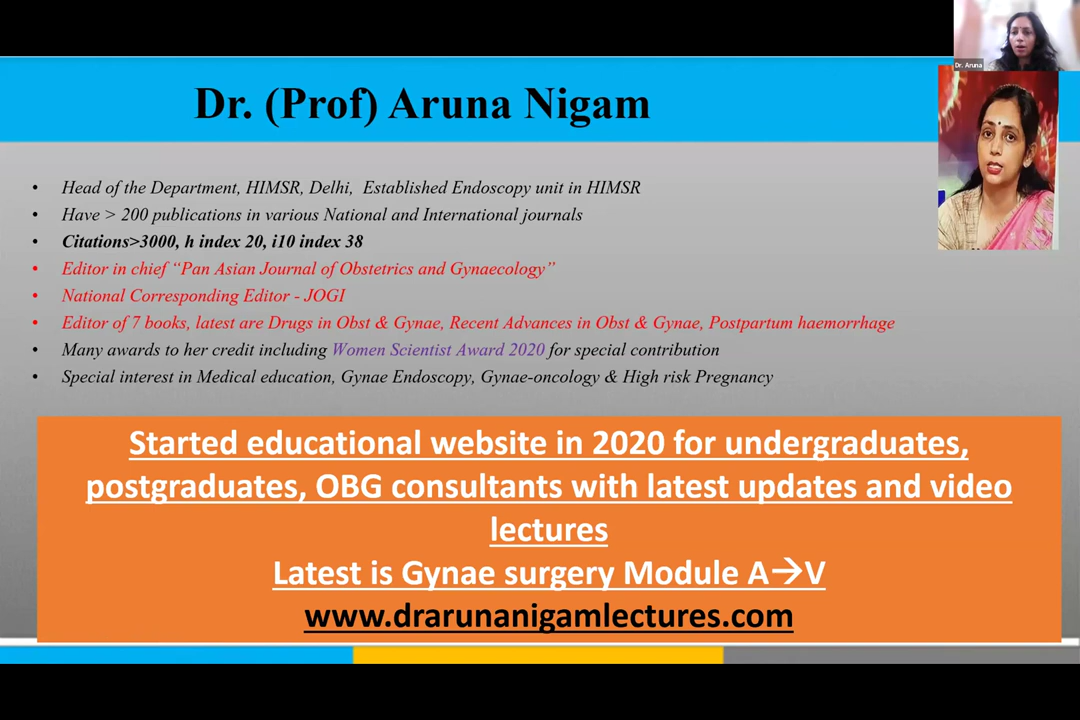 Dr. Aruna
Dr. (Prof) Aruna Nigam
• Head of the Department, HIMSR, Delhi, Established Endoscopy unit in HIMSR
• Have > 200 publications in various National and International journals
• Citations>3000, h index 20, i10 index 38
• Editor in chief “Pan Asian Journal of Obstetrics and Gynaecology”
• National Corresponding Editor - JOGI
• Editor of 7 books, latest are Drugs in Obst & Gynae, Recent Advances in Obst & Gynae, Postpartum haemorrhage
• Many awards to her credit including Women Scientist Award 2020 for special contribution
• Special interest in Medical education, Gynae Endoscopy, Gynae-oncology & High risk Pregnancy
Started educational website in 2020 for undergraduates,
postgraduates, OBG consultants with latest updates and video
lectures
Latest is Gynae surgery Module A→V
www.drarunanigamlectures.com